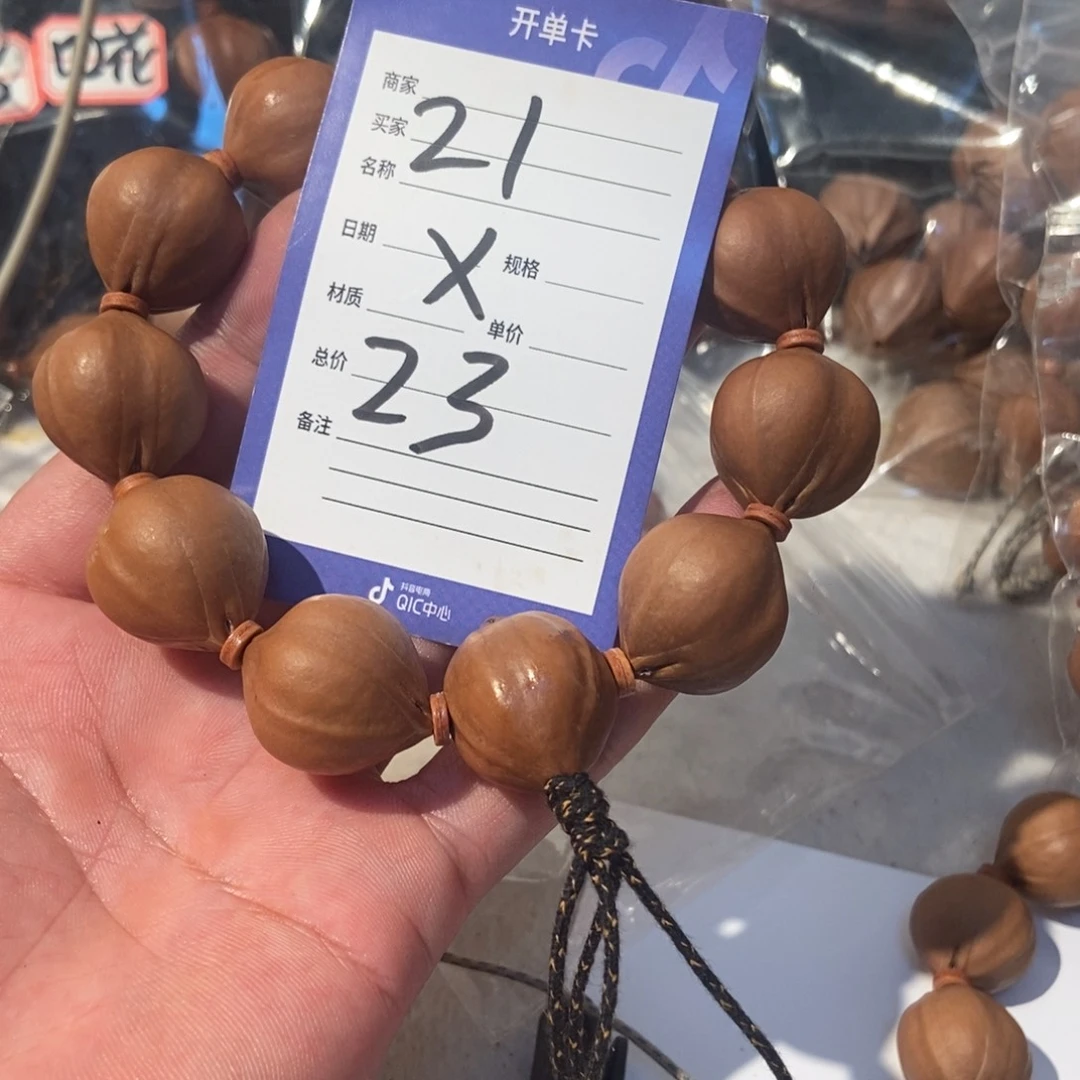 印花
开单卡
商家
买家 21
名称
日期 X 规格
材质 单价
总价 23
备注
抖音电商
QIC中心